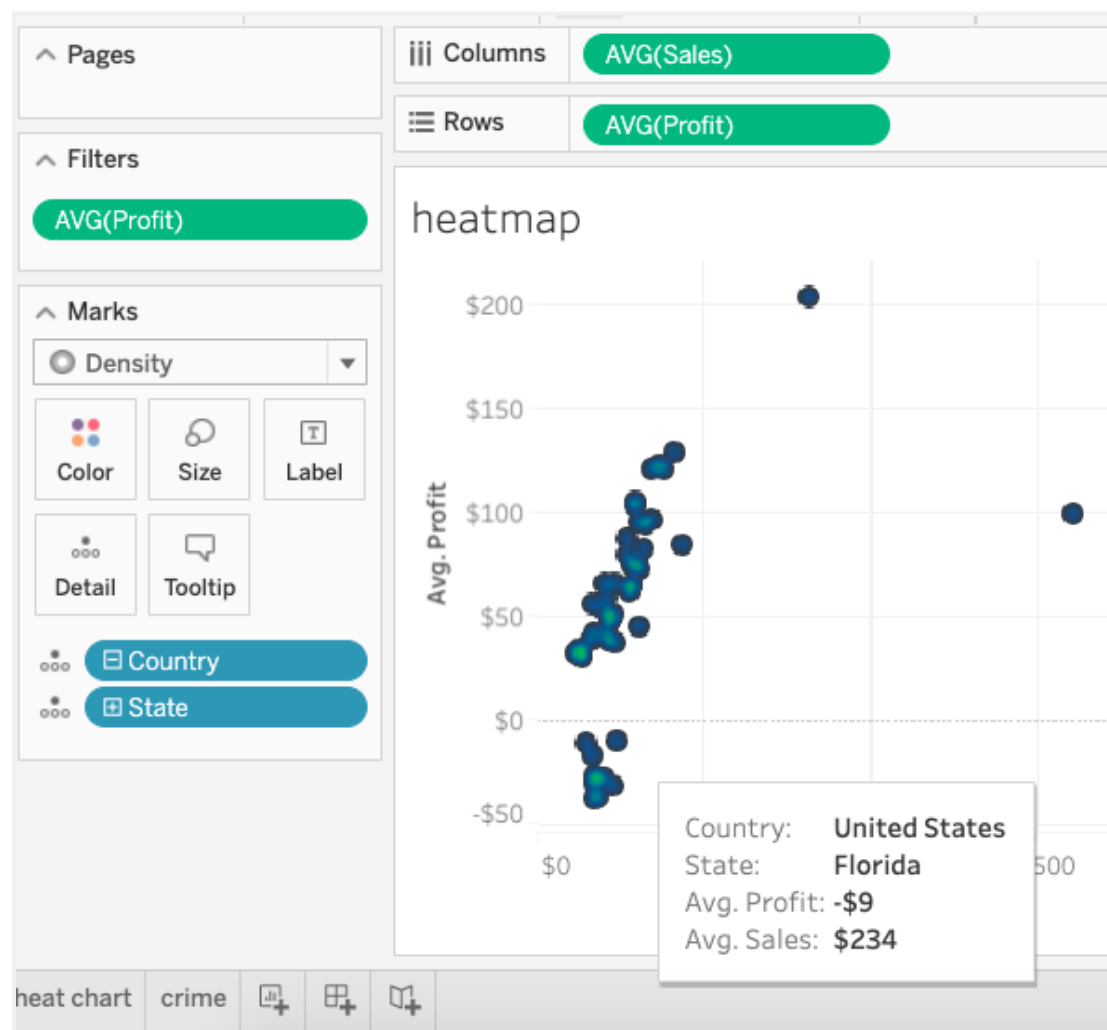 Pages
Columns
AVG(Sales)
Rows
AVG(Profit)
Filters
AVG(Profit)
Marks
Density
Color
Size
T
Label
Detail
Tooltip
Country
State
heatmap
$200
$150
$100
$50
$0
-$50
Avg. Profit
$0
500
Country: United States
State: Florida
Avg. Profit: -$9
Avg. Sales: $234
heat chart
crime